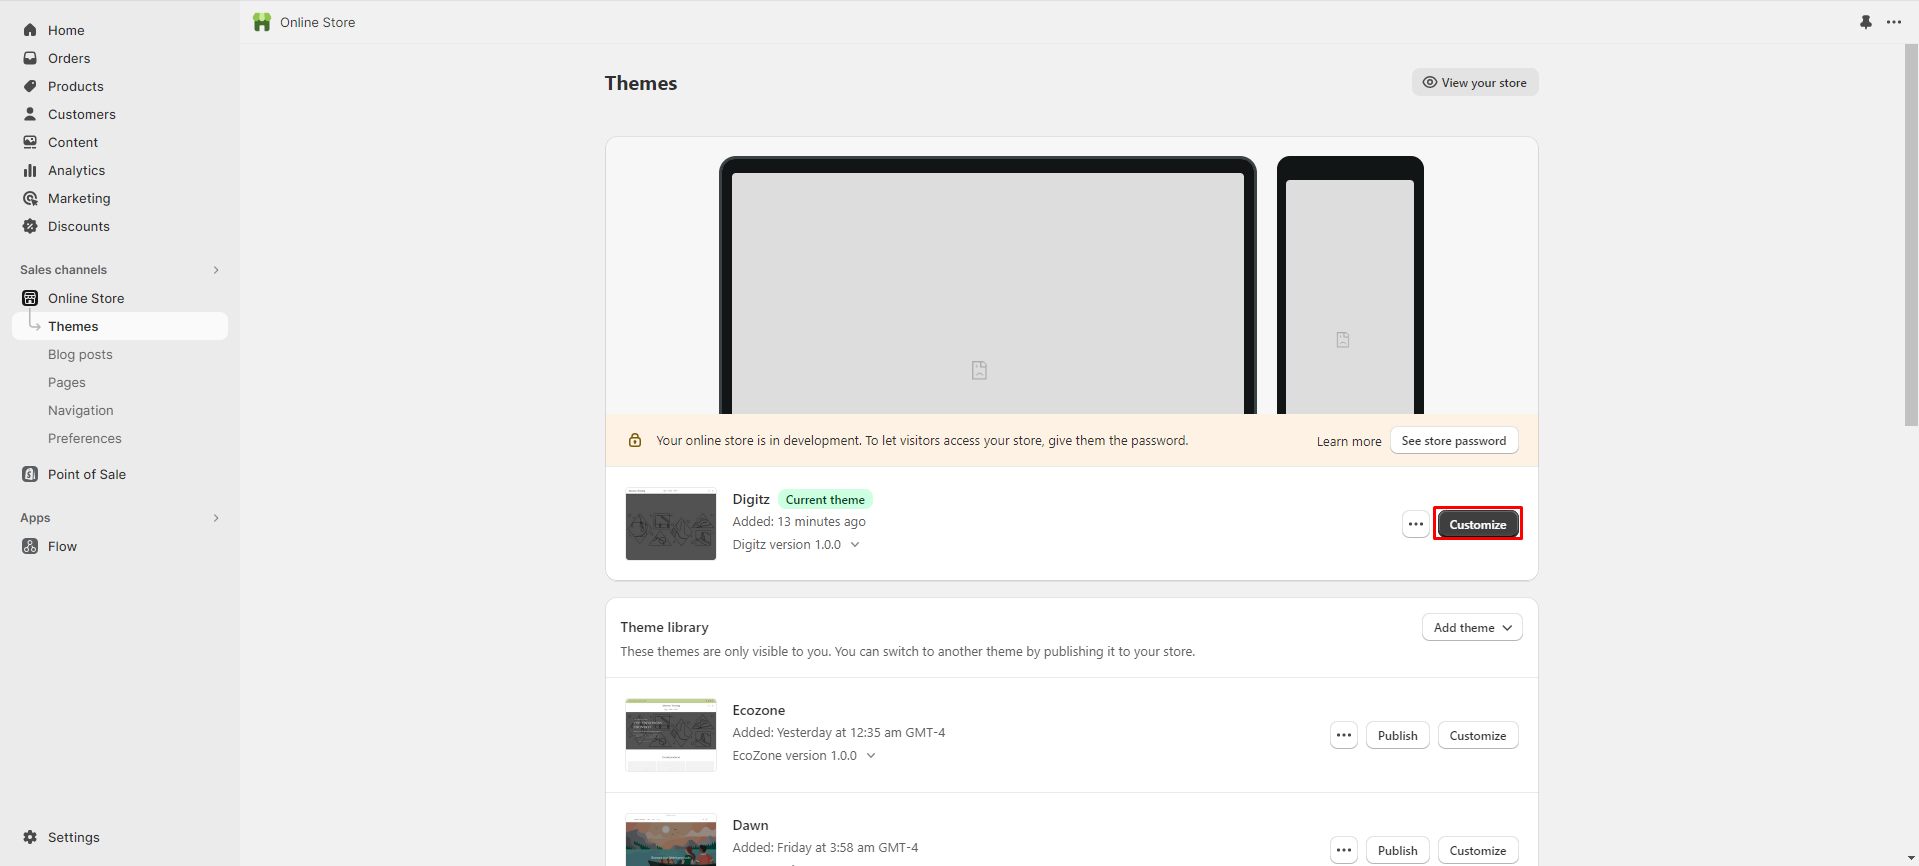 Home
Orders
Products
Customers
Content
Analytics
Marketing
Discounts
Sales channels
Online Store
Themes
Blog posts
Pages
Navigation
Preferences
Point of Sale
Apps
Flow
Settings
Online Store
Themes
View your store
Your online store is in development. To let visitors access your store, give them the password.
Learn more
See store password
Digitz Current theme
Added: 13 minutes ago
Digitz version 1.0.0
Customize
Theme library
Add theme
These themes are only visible to you. You can switch to another theme by publishing it to your store.
Ecozone
Added: Yesterday at 12:35 am GMT-4
EcoZone version 1.0.0
Publish
Customize
Dawn
Added: Friday at 3:58 am GMT-4
Publish
Customize